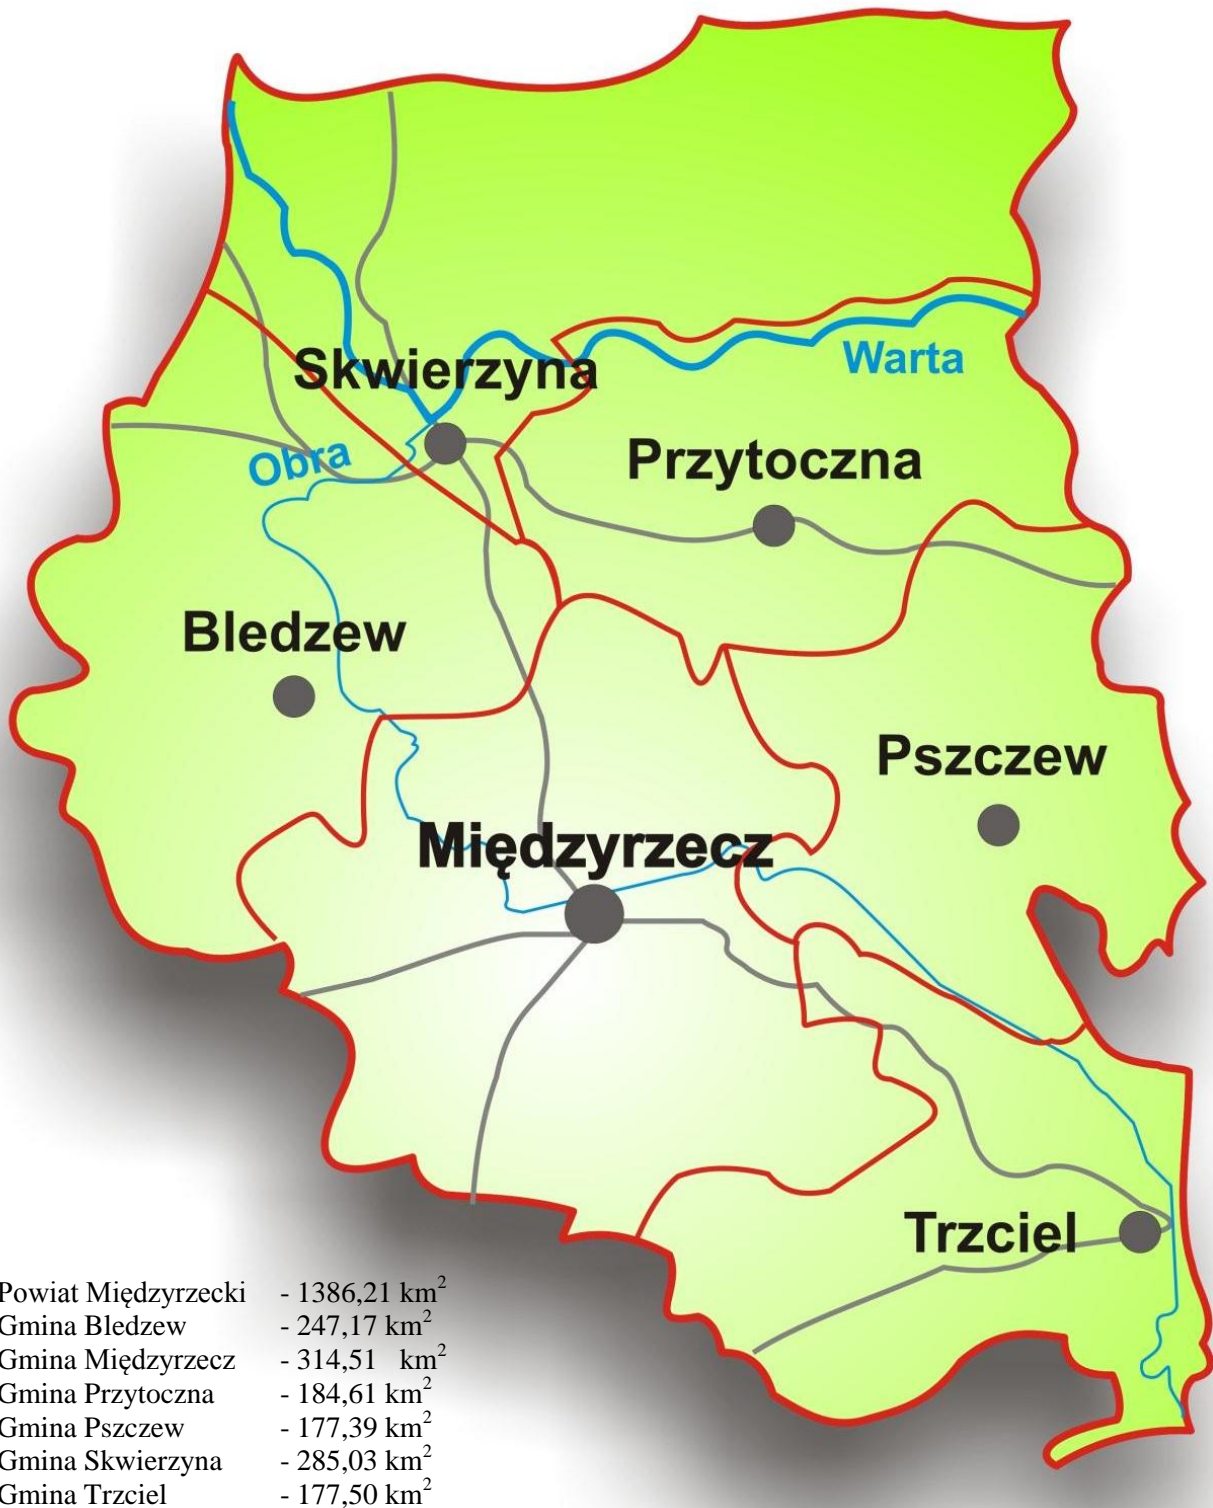 Skwierzyna
Warta
Obra
Przytoczna
Bledzew
Pszczew
Międzyrzecz
Trzciel
Powiat Międzyrzecki - 1386,21 km²
Gmina Bledzew - 247,17 km²
Gmina Międzyrzecz - 314,51 km²
Gmina Przytoczna - 184,61 km²
Gmina Pszczew - 177,39 km²
Gmina Skwierzyna - 285,03 km²
Gmina Trzciel - 177,50 km²